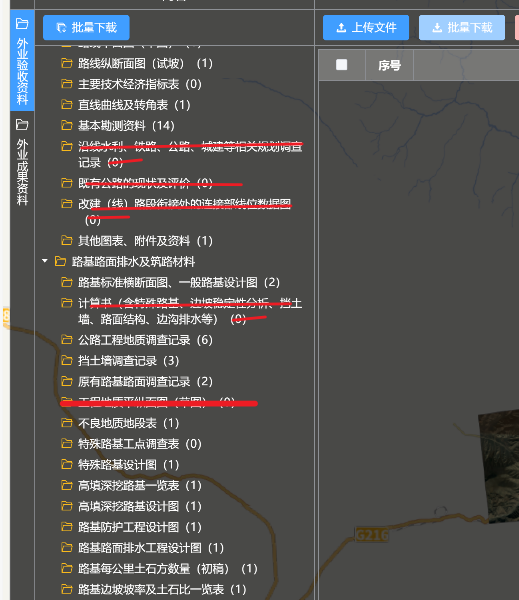 批量下载
上传文件
批量下载
外业验收资料
外业成果资料
序号
路线纵断面图（试坡）（1）
主要技术经济指标表（0）
直线曲线及转角表（1）
基本勘测资料（14）
沿线水利、铁路、公路、城建等相关规划调查
记录（0）
既有公路的现状及评价（0）
改建（线）路段衔接处的连接部线位数据图
（0）
其他图表、附件及资料（1）
路基路面排水及筑路材料
路基标准横断面图、一般路基设计图（2）
计算书（含特殊路基、边坡稳定性分析、挡土
墙、路面结构、边沟排水等）（0）
公路工程地质调查记录（6）
挡土墙调查记录（3）
原有路基路面调查记录（2）
工程地质平纵面图（草图）（0）
不良地质地段表（1）
特殊路基工点调查表（0）
特殊路基设计图（1）
高填深挖路基一览表（1）
高填深挖路基设计图（1）
路基防护工程设计图（1）
路基路面排水工程设计图（1）
路基每公里土石方数量（初稿）（1）
路基边坡坡率及土石比一览表（1）
G216